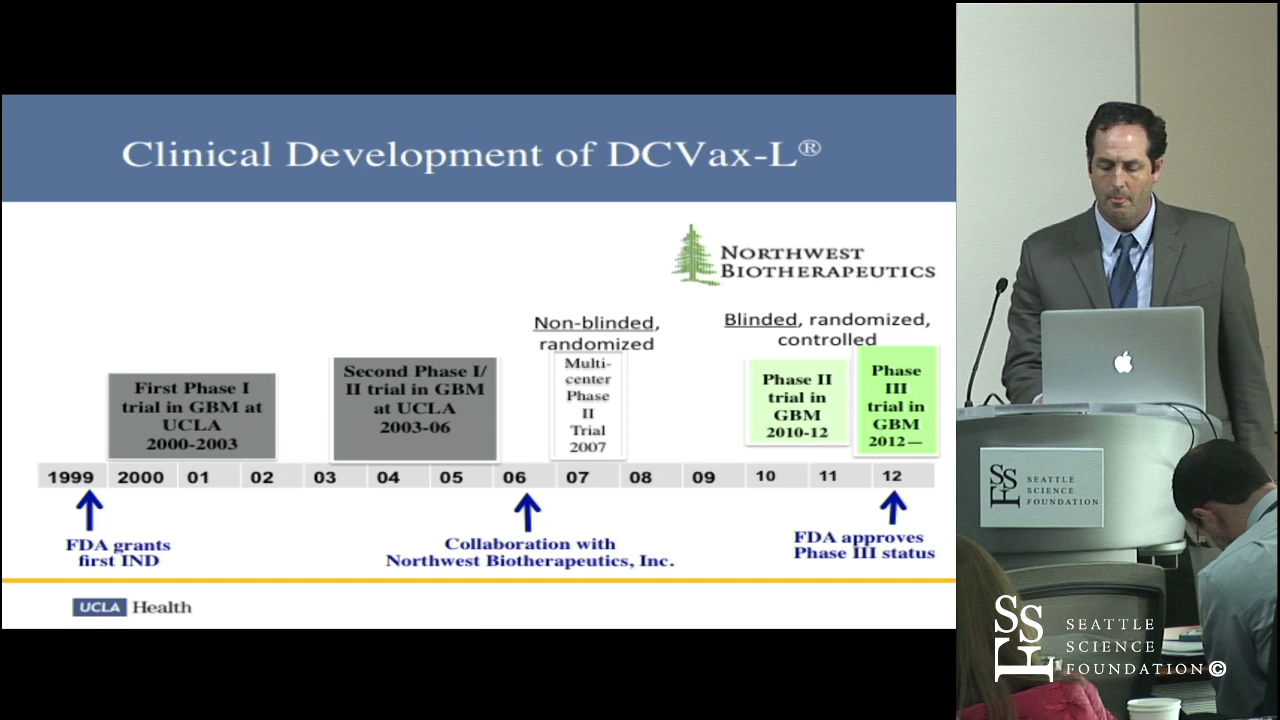 Clinical Development of DCVax-L®
NORTHWEST
BIOTHERAPEUTICS
Non-blinded,
randomized
Blinded, randomized,
controlled
First Phase I
trial in GBM at
UCLA
2000-2003
Second Phase I/
II trial in GBM
at UCLA
2003-06
Multi-
center
Phase
II
Trial
2007
Phase II
trial in
GBM
2010-12
Phase
III
trial in
GBM
2012—
1999 2000 01 02 03 04 05 06 07 08 09 10 11 12
FDA grants
first IND
Collaboration with
Northwest Biotherapeutics, Inc.
FDA approves
Phase III status
UCLA Health
SSF
SEATTLE
SCIENCE
FOUNDATION
SSF
SEATTLE
SCIENCE
FOUNDATION©